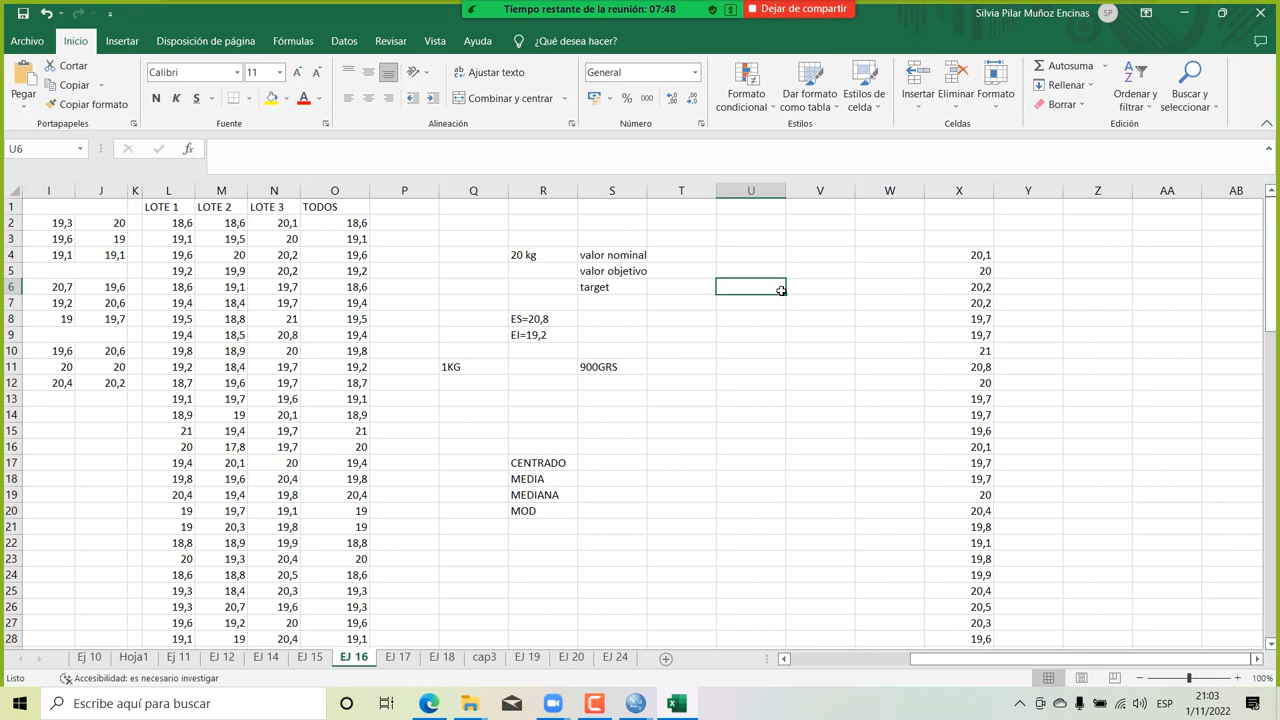 Tiempo restante de la reunión: 07:48
Dejar de compartir
Silvia Pilar Muñoz Encinas SP
Archivo Inicio Insertar Disposición de página Fórmulas Datos Revisar Vista Ayuda ¿Qué desea hacer?
Pegar
Cortar
Copiar
Copiar formato
Portapapeles
Calibri 11
N K S
Fuente
Ajustar texto
Combinar y centrar
Alineación
General
% 000
Número
Formato condicional
Dar formato como tabla
Estilos de celda
Estilos
Insertar Eliminar Formato
Celdas
Autosuma
Rellenar
Borrar
Ordenar y filtrar
Buscar y seleccionar
Edición
U6 fx
I J K L M N O P Q R S T U V W X Y Z AA AB
1 LOTE 1 LOTE 2 LOTE 3 TODOS
2 19,3 20 18,6 18,6 20,1 18,6
3 19,6 19 19,1 19,5 20 19,1
4 19,1 19,1 19,6 20 20,2 19,6 20 kg valor nominal 20,1
5 19,2 19,9 20,2 19,2 valor objetivo 20
6 20,7 19,6 18,6 19,1 19,7 18,6 target 20,2
7 19,2 20,6 19,4 18,4 19,7 19,4 20,2
8 19 19,7 19,5 18,8 21 19,5 ES=20,8 19,7
9 19,4 18,5 20,8 19,4 EI=19,2 19,7
10 19,6 20,6 19,8 18,9 20 19,8 21
11 20 20 19,2 18,4 19,7 19,2 1KG 900GRS 20,8
12 20,4 20,2 18,7 19,6 19,7 18,7 20
13 19,1 19,7 19,6 19,1 19,7
14 18,9 19 20,1 18,9 19,7
15 21 19,4 19,7 21 19,6
16 20 17,8 19,7 20 20,1
17 19,4 20,1 20 19,4 CENTRADO 19,7
18 19,8 19,6 20,4 19,8 MEDIA 19,7
19 20,4 19,4 19,8 20,4 MEDIANA 20
20 19 19,7 19,1 19 MOD 20,4
21 19 20,3 19,8 19 19,8
22 18,8 18,9 19,9 18,8 19,1
23 20 19,3 20,4 20 19,8
24 18,6 18,8 20,5 18,6 19,9
25 19,3 18,4 20,3 19,3 20,4
26 19,3 20,7 19,6 19,3 20,5
27 19,6 19,2 20 19,6 20,3
28 19,1 19 20,4 19,1 19,6
Ej 10 Hoja1 Ej 11 EJ 12 EJ 14 EJ 15 EJ 16 EJ 17 EJ 18 cap3 EJ 19 EJ 20 EJ 24
Listo Accesibilidad: es necesario investigar 100%
Escribe aquí para buscar
ESP
21:03
1/11/2022